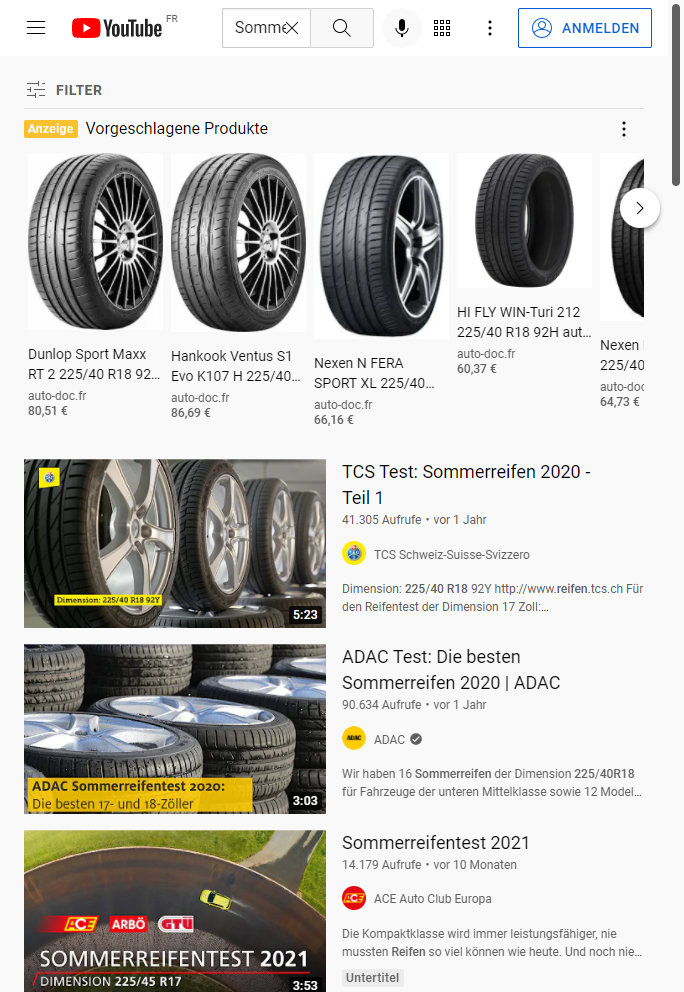 YouTube FR
Somme
ANMELDEN
FILTER
Anzeige Vorgeschlagene Produkte
Dunlop Sport Maxx
RT 2 225/40 R18 92...
auto-doc.fr
80,51 €
Hankook Ventus S1
Evo K107 H 225/40...
auto-doc.fr
86,69 €
Nexen N FERA
SPORT XL 225/40...
auto-doc.fr
66,16 €
HI FLY WIN-Turi 212
225/40 R18 92H aut...
auto-doc.fr
60,37 €
Nexen
225/40
auto-doc
64,73 €
Dimension: 225/40 R18 92Y
5:23
TCS Test: Sommerreifen 2020 -
Teil 1
41.305 Aufrufe • vor 1 Jahr
TCS Schweiz-Suisse-Svizzero
Dimension: 225/40 R18 92Y http://www.reifen.tcs.ch Für
den Reifentest der Dimension 17 Zoll:...
ADAC Sommerreifentest 2020:
Die besten 17- und 18-Zöller
3:03
ADAC Test: Die besten
Sommerreifen 2020 | ADAC
90.634 Aufrufe • vor 1 Jahr
ADAC
ADAC
Wir haben 16 Sommerreifen der Dimension 225/40R18
für Fahrzeuge der unteren Mittelklasse sowie 12 Model...
ACE ARBÖ GTÜ
SOMMERREIFENTEST 2021
DIMENSION 225/45 R17
3:53
Sommerreifentest 2021
14.179 Aufrufe • vor 10 Monaten
ACE
ACE Auto Club Europa
Die Kompaktklasse wird immer leistungsfähiger, nie
mussten Reifen so viel können wie heute. Und noch nie...
Untertitel